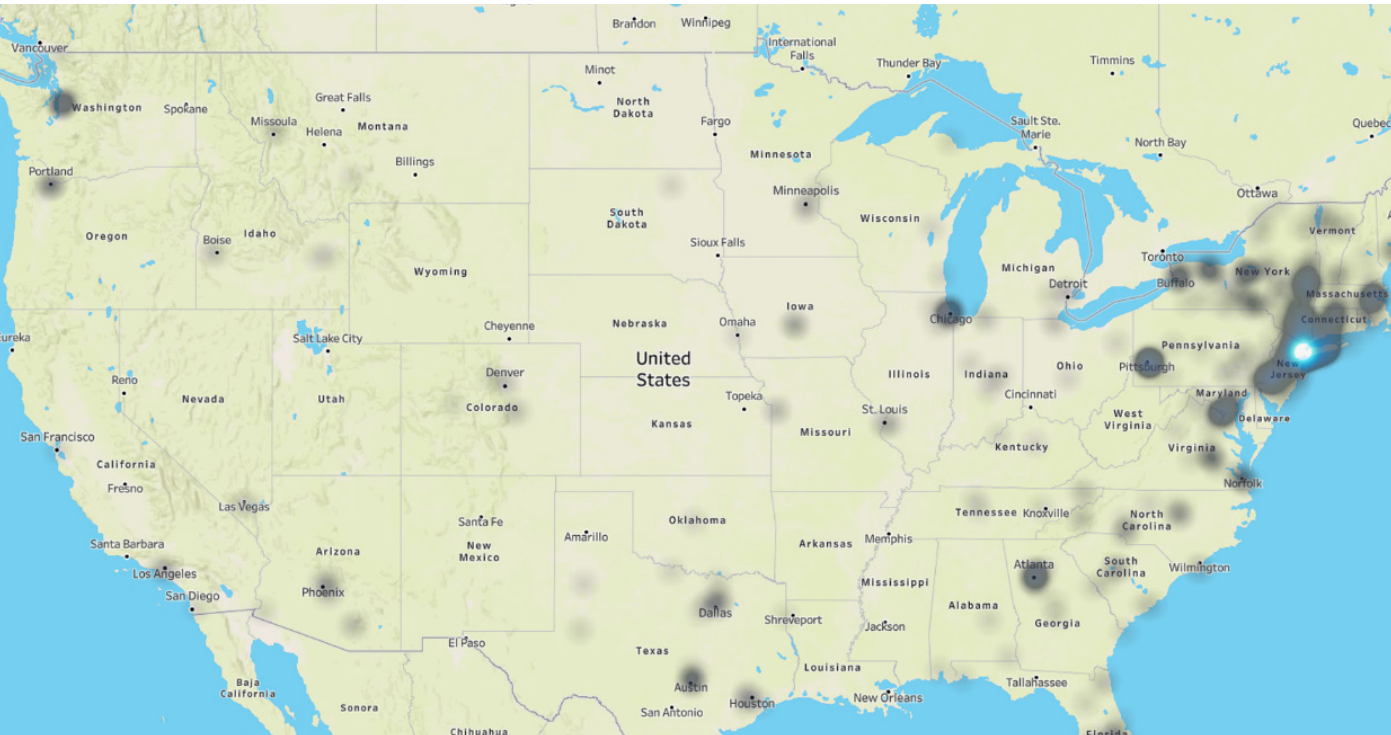 Brandon
Winnipeg
Vancouver
International
Falls
Thunder Bay
Timmins
Minot
Great Falls
Washington
Spokane
North
Dakota
Missoula
Helena
Montana
Fargo
Sault Ste.
Marie
Quebec
North Bay
Billings
Minnesota
Portland
Minneapolis
Ottawa
South
Dakota
Wisconsin
Vermont
Oregon
Boise
Idaho
Sioux Falls
Toronto
Wyoming
Michigan
New York
Detroit
Buffalo
Massachusetts
Iowa
Chicago
Connecticut
Cheyenne
Nebraska
Omaha
ureka
Salt Lake City
Pennsylvania
United
States
Pittsburgh
New
Jersey
Denver
Illinois
Indiana
Ohio
Reno
Nevada
Utah
Colorado
Topeka
St. Louis
Cincinnati
Maryland
Delaware
Kansas
Missouri
West
Virginia
San Francisco
Kentucky
Virginia
California
Fresno
Norfolk
Las Vegas
Santa Fe
Oklahoma
Tennessee
Knoxville
North
Carolina
Santa Barbara
Arizona
New
Mexico
Amarillo
Arkansas
Memphis
Los Angeles
Atlanta
South
Carolina
Wilmington
Phoenix
Mississippi
San Diego
Dallas
Shreveport
Alabama
Georgia
Jackson
El Paso
Texas
Louisiana
Baja
California
Austin
Tallahassee
Sonora
San Antonio
Houston
New Orleans
Chihuahua
Florida